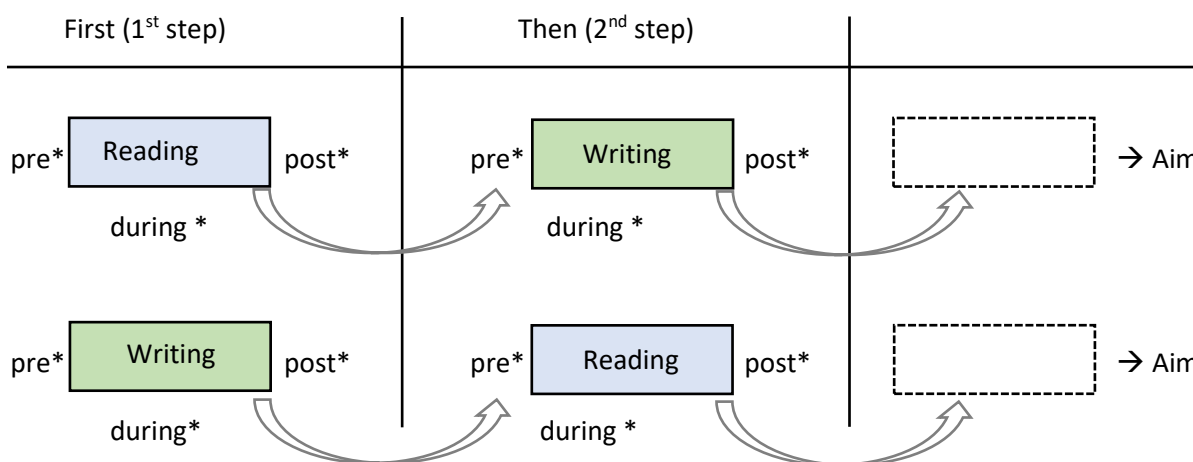 First (1st step) Then (2nd step)
pre* Reading post* pre* Writing post* → Aim
during * during *
pre* Writing post* pre* Reading post* → Aim
during* during *